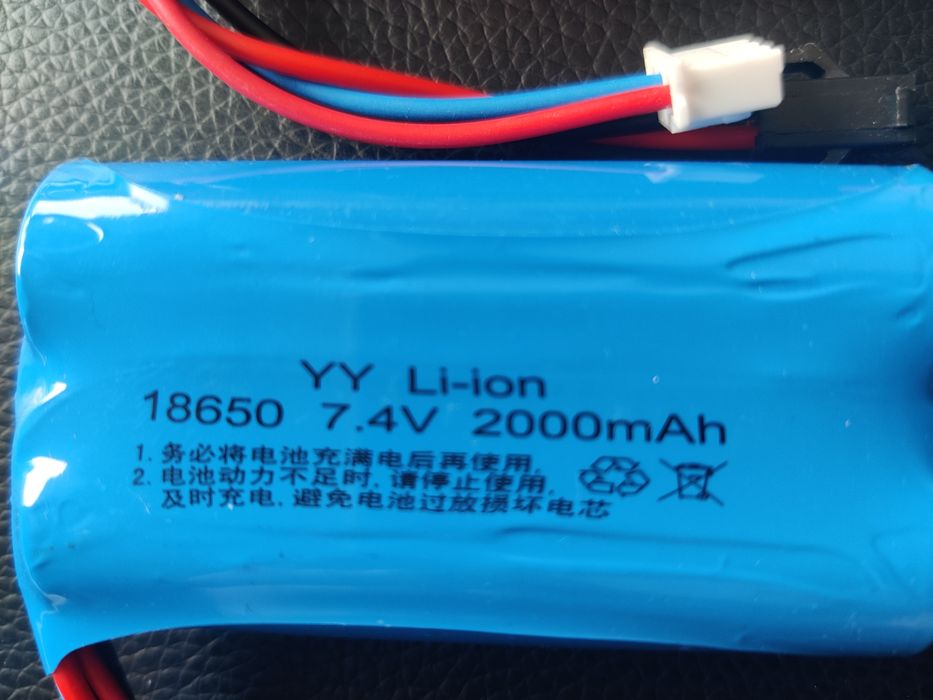 YY Li-ion
18650 7.4V 2000mAh
1. 务必将电池充满电后再使用.
2. 电池动力不足时. 请停止使用.
及时充电. 避免电池过放损坏电芯